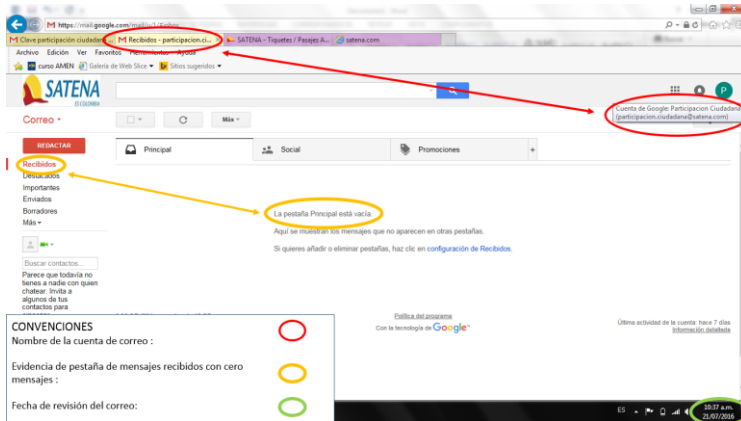 https://mail.google.com/mail/u/1/#inbox
Clave participación ciudadan...
Recibidos - participacion.ci...
SATENA - Tiquetes / Pasajes A...
satena.com
Archivo Edición Ver Favoritos Herramientas Ayuda
curso AMEN Galería de Web Slice Sitios sugeridos
SATENA
ES COLOMBIA
P
Cuenta de Google: Participacion Ciudadana
(participacion.ciudadana@satena.com)
Correo
Más
REDACTAR
Principal
Social
Promociones
+
Recibidos
Destacados
Importantes
Enviados
Borradores
Más
La pestaña Principal está vacía.
Aquí se muestran los mensajes que no aparecen en otras pestañas.
Si quieres añadir o eliminar pestañas, haz clic en configuración de Recibidos.
Buscar contactos...
Parece que todavía no
tienes a nadie con quien
chatear. Invita a
algunos de tus
contactos para
Política del programa
Con la tecnología de Google
Última actividad de la cuenta: hace 7 días
Información detallada
CONVENCIONES
Nombre de la cuenta de correo :
Evidencia de pestaña de mensajes recibidos con cero
mensajes :
Fecha de revisión del correo:
ES
10:37 a.m.
21/07/2016